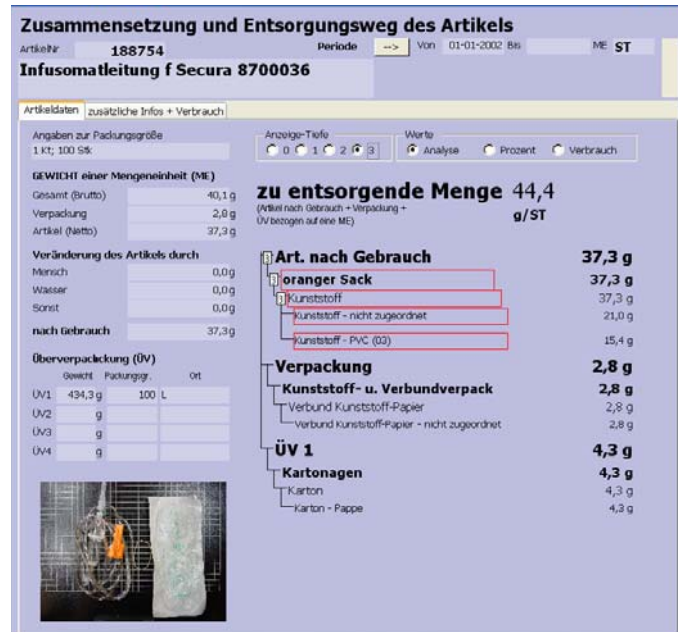 Zusammensetzung und Entsorgungsweg des Artikels
ArtikelNr 188754 Periode --> Von 01-01-2002 Bis ME ST
Infusomatleitung f Secura 8700036
Artikeldaten zusätzliche Infos + Verbrauch
Angaben zur Packungsgröße
1 Kt; 100 Stk
Anzeige-Tiefe
0 1 2 3
Werte
Analyse Prozent Verbrauch
GEWICHT einer Mengeneinheit (ME)
Gesamt (Brutto) 40,1 g
Verpackung 2,8 g
Artikel (Netto) 37,3 g
Veränderung des Artikels durch
Mensch 0,0 g
Wasser 0,0 g
Sonst 0,0 g
nach Gebrauch 37,3 g
Überverpackckung (ÜV)
Gewicht Packungsgr. Ort
ÜV1 434,3 g 100 L
ÜV2 g
ÜV3 g
ÜV4 g
zu entsorgende Menge 44,4
(Artikel nach Gebrauch + Verpackung +
ÜV bezogen auf eine ME) g/ST
Art. nach Gebrauch 37,3 g
oranger Sack 37,3 g
Kunststoff 37,3 g
Kunststoff - nicht zugeordnet 21,0 g
Kunststoff - PVC (03) 15,4 g
Verpackung 2,8 g
Kunststoff- u. Verbundverpack 2,8 g
Verbund Kunststoff-Papier 2,8 g
Verbund Kunststoff-Papier - nicht zugeordnet 2,8 g
ÜV 1 4,3 g
Kartonagen 4,3 g
Karton 4,3 g
Karton - Pappe 4,3 g